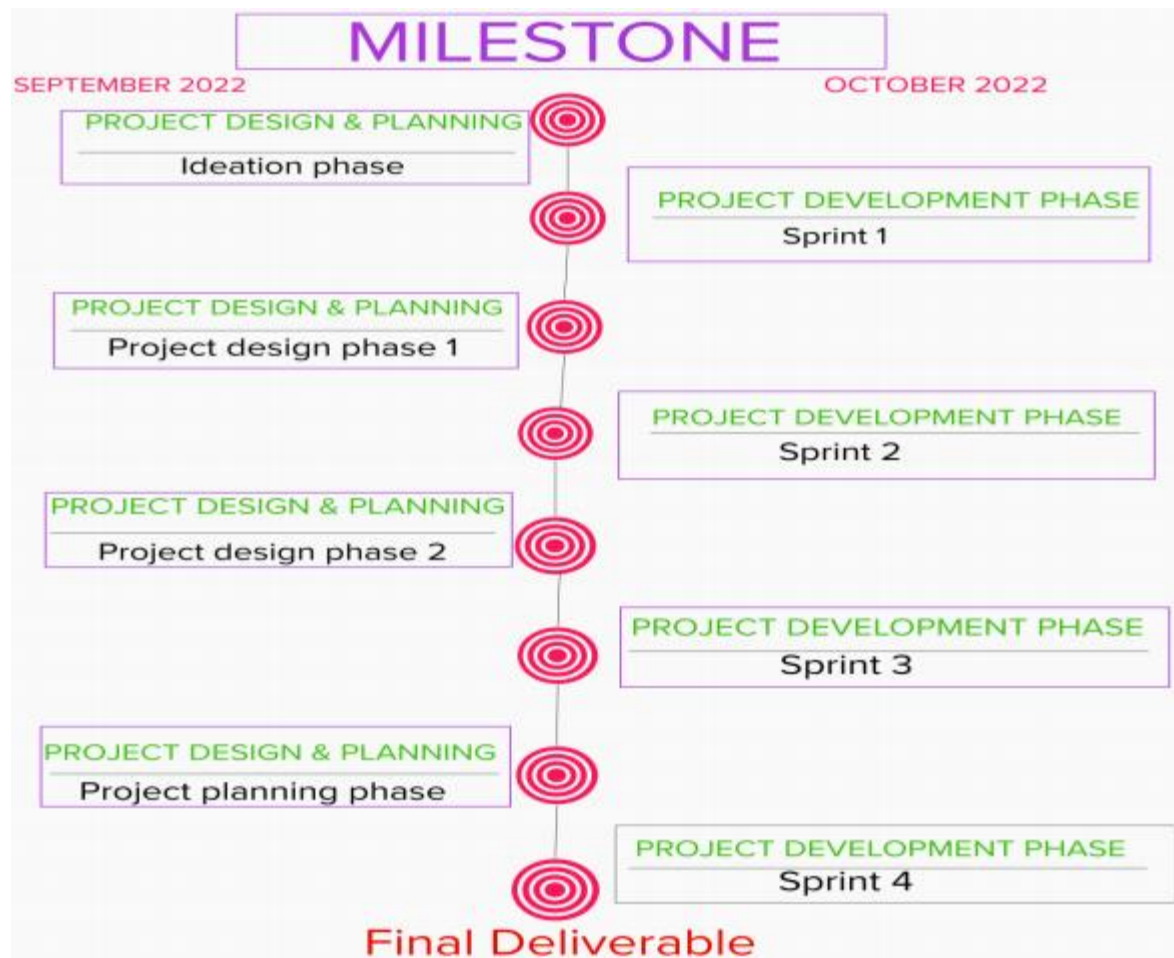 MILESTONE
SEPTEMBER 2022
OCTOBER 2022
PROJECT DESIGN & PLANNING
Ideation phase
PROJECT DEVELOPMENT PHASE
Sprint 1
PROJECT DESIGN & PLANNING
Project design phase 1
PROJECT DEVELOPMENT PHASE
Sprint 2
PROJECT DESIGN & PLANNING
Project design phase 2
PROJECT DEVELOPMENT PHASE
Sprint 3
PROJECT DESIGN & PLANNING
Project planning phase
PROJECT DEVELOPMENT PHASE
Sprint 4
Final Deliverable